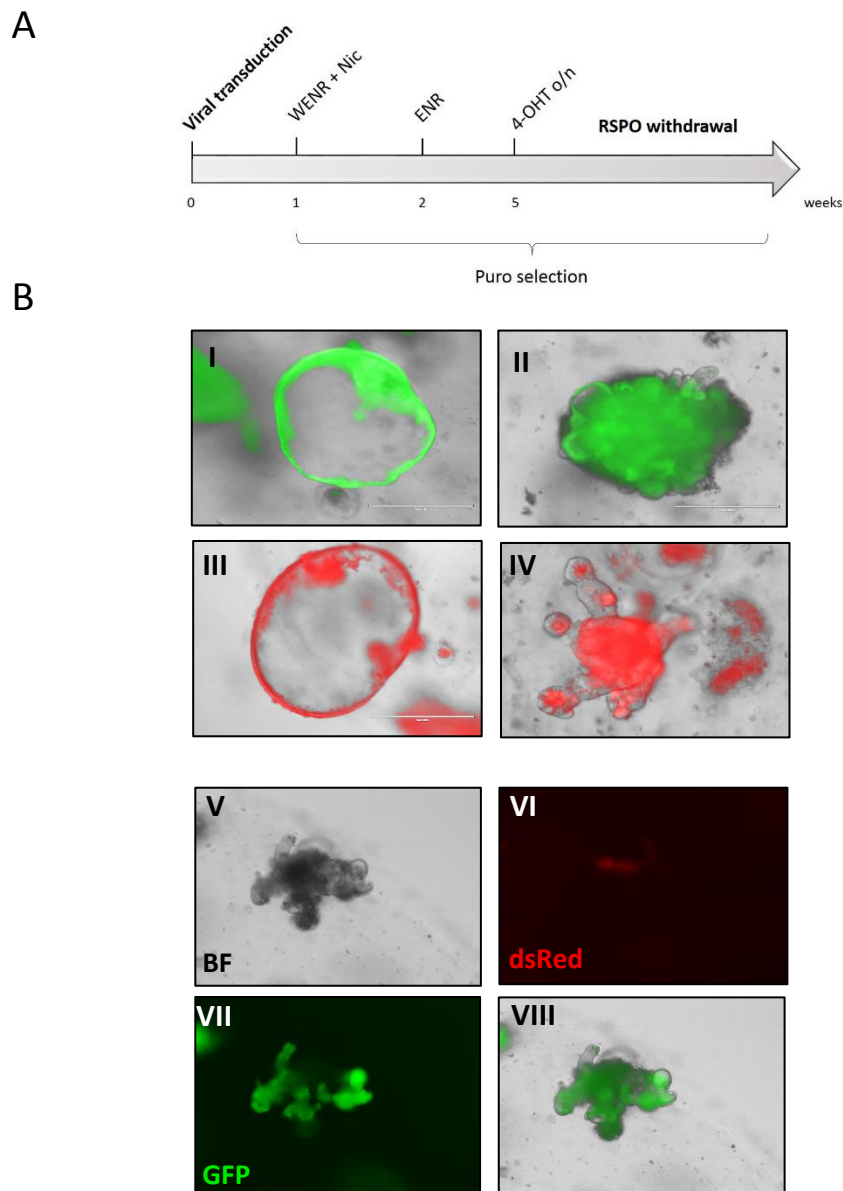 A
Viral transduction
WENR + Nic
ENR
4-OHT o/n
RSPO withdrawal
0
1
2
5
weeks
Puro selection
B
I
II
III
IV
V
BF
VI
dsRed
VII
GFP
VIII